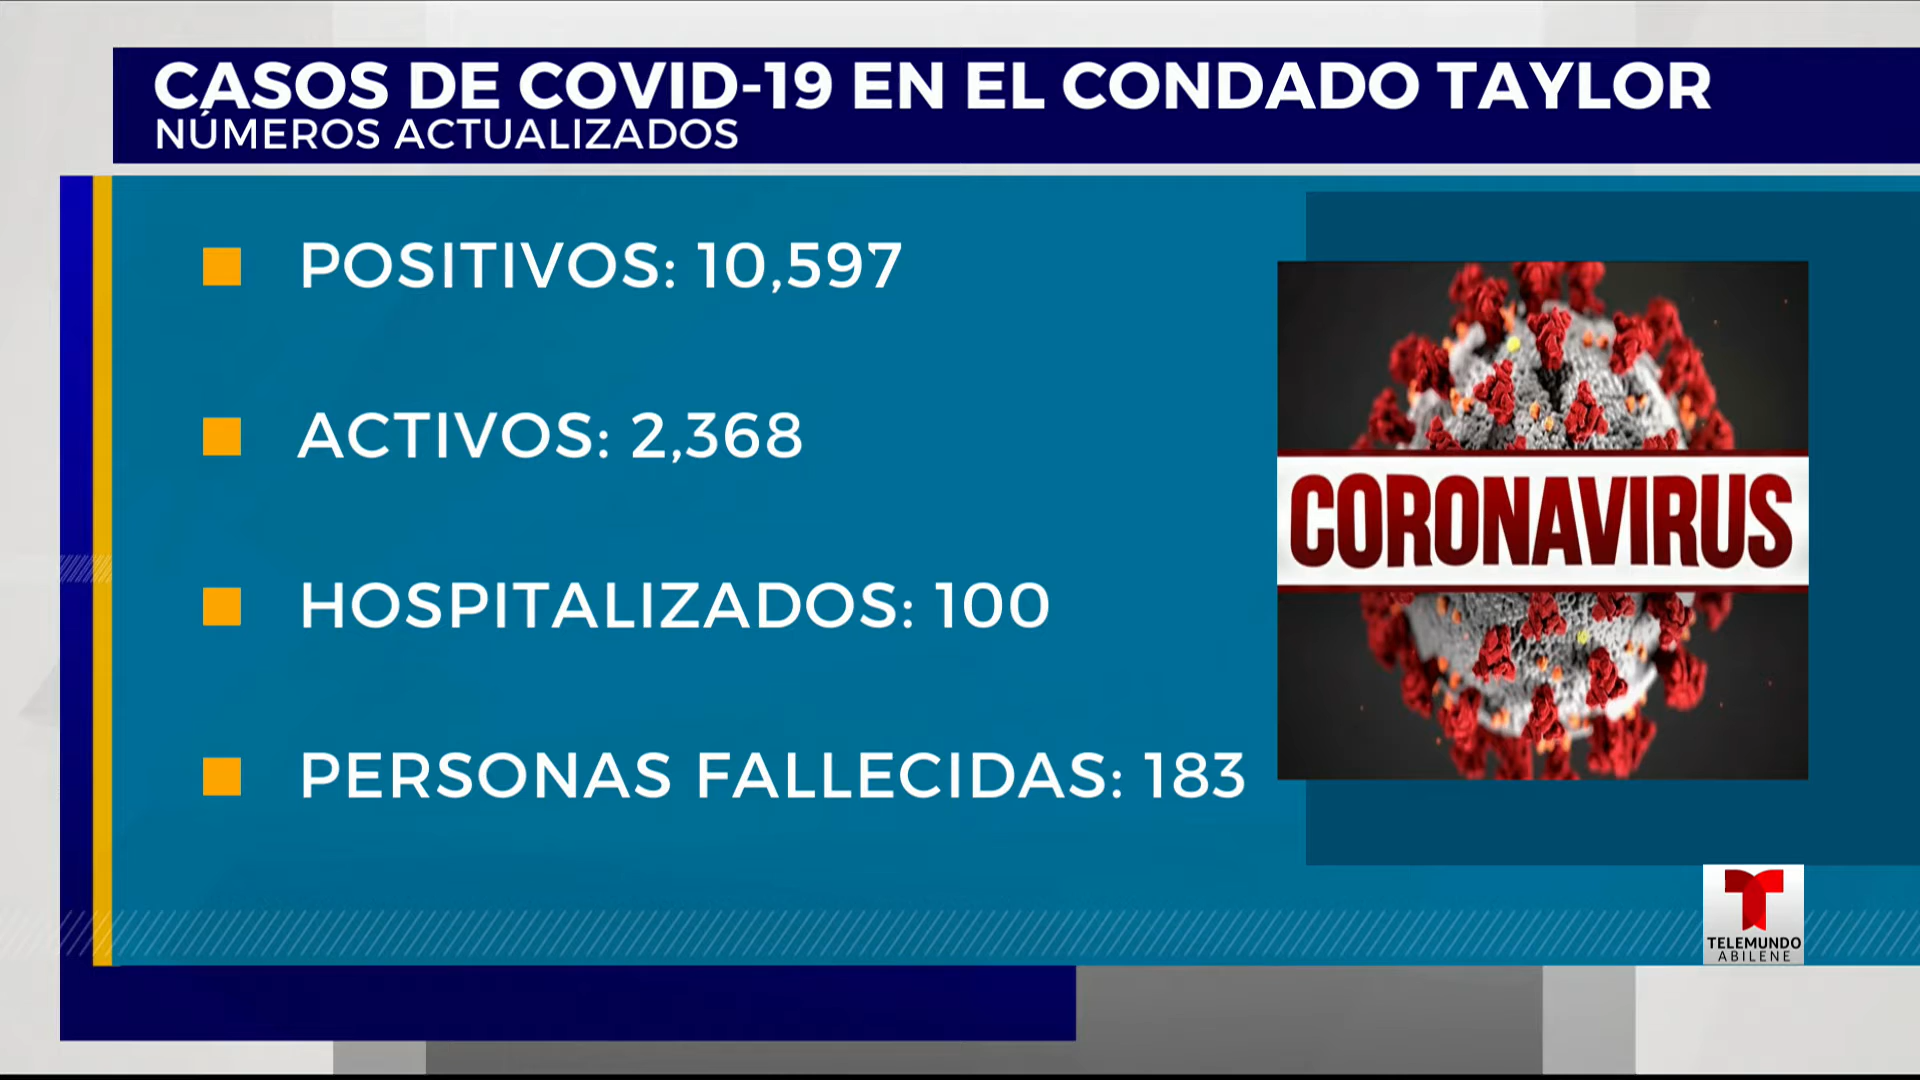 CASOS DE COVID-19 EN EL CONDADO TAYLOR
NÚMEROS ACTUALIZADOS
POSITIVOS: 10,597
ACTIVOS: 2,368
HOSPITALIZADOS: 100
PERSONAS FALLECIDAS: 183
CORONAVIRUS
TELEMUNDO
ABILENE